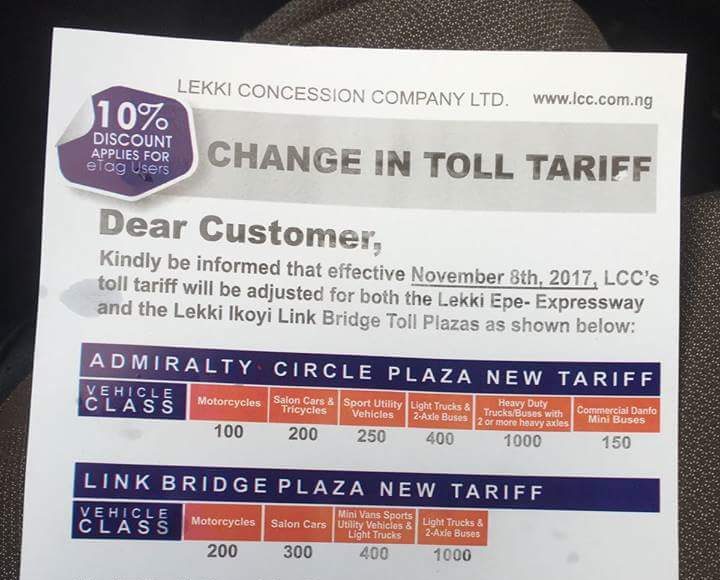 LEKKI CONCESSION COMPANY LTD. www.lcc.com.ng
10%
DISCOUNT
APPLIES FOR
eTag Users
CHANGE IN TOLL TARIFF
Dear Customer,
Kindly be informed that effective November 8th, 2017, LCC's
toll tariff will be adjusted for both the Lekki Epe- Expressway
and the Lekki Ikoyi Link Bridge Toll Plazas as shown below:
ADMIRALTY CIRCLE PLAZA NEW TARIFF
VEHICLE
CLASS
Motorcycles
Salon Cars &
Tricycles
Sport Utility
Vehicles
Light Trucks &
2-Axle Buses
Heavy Duty
Trucks/Buses with
2 or more heavy axles
Commercial Danfo
Mini Buses
100 200 250 400 1000 150
LINK BRIDGE PLAZA NEW TARIFF
VEHICLE
CLASS
Motorcycles
Salon Cars
Mini Vans Sports
Utility Vehicles &
Light Trucks
Light Trucks &
2-Axle Buses
200 300 400 1000